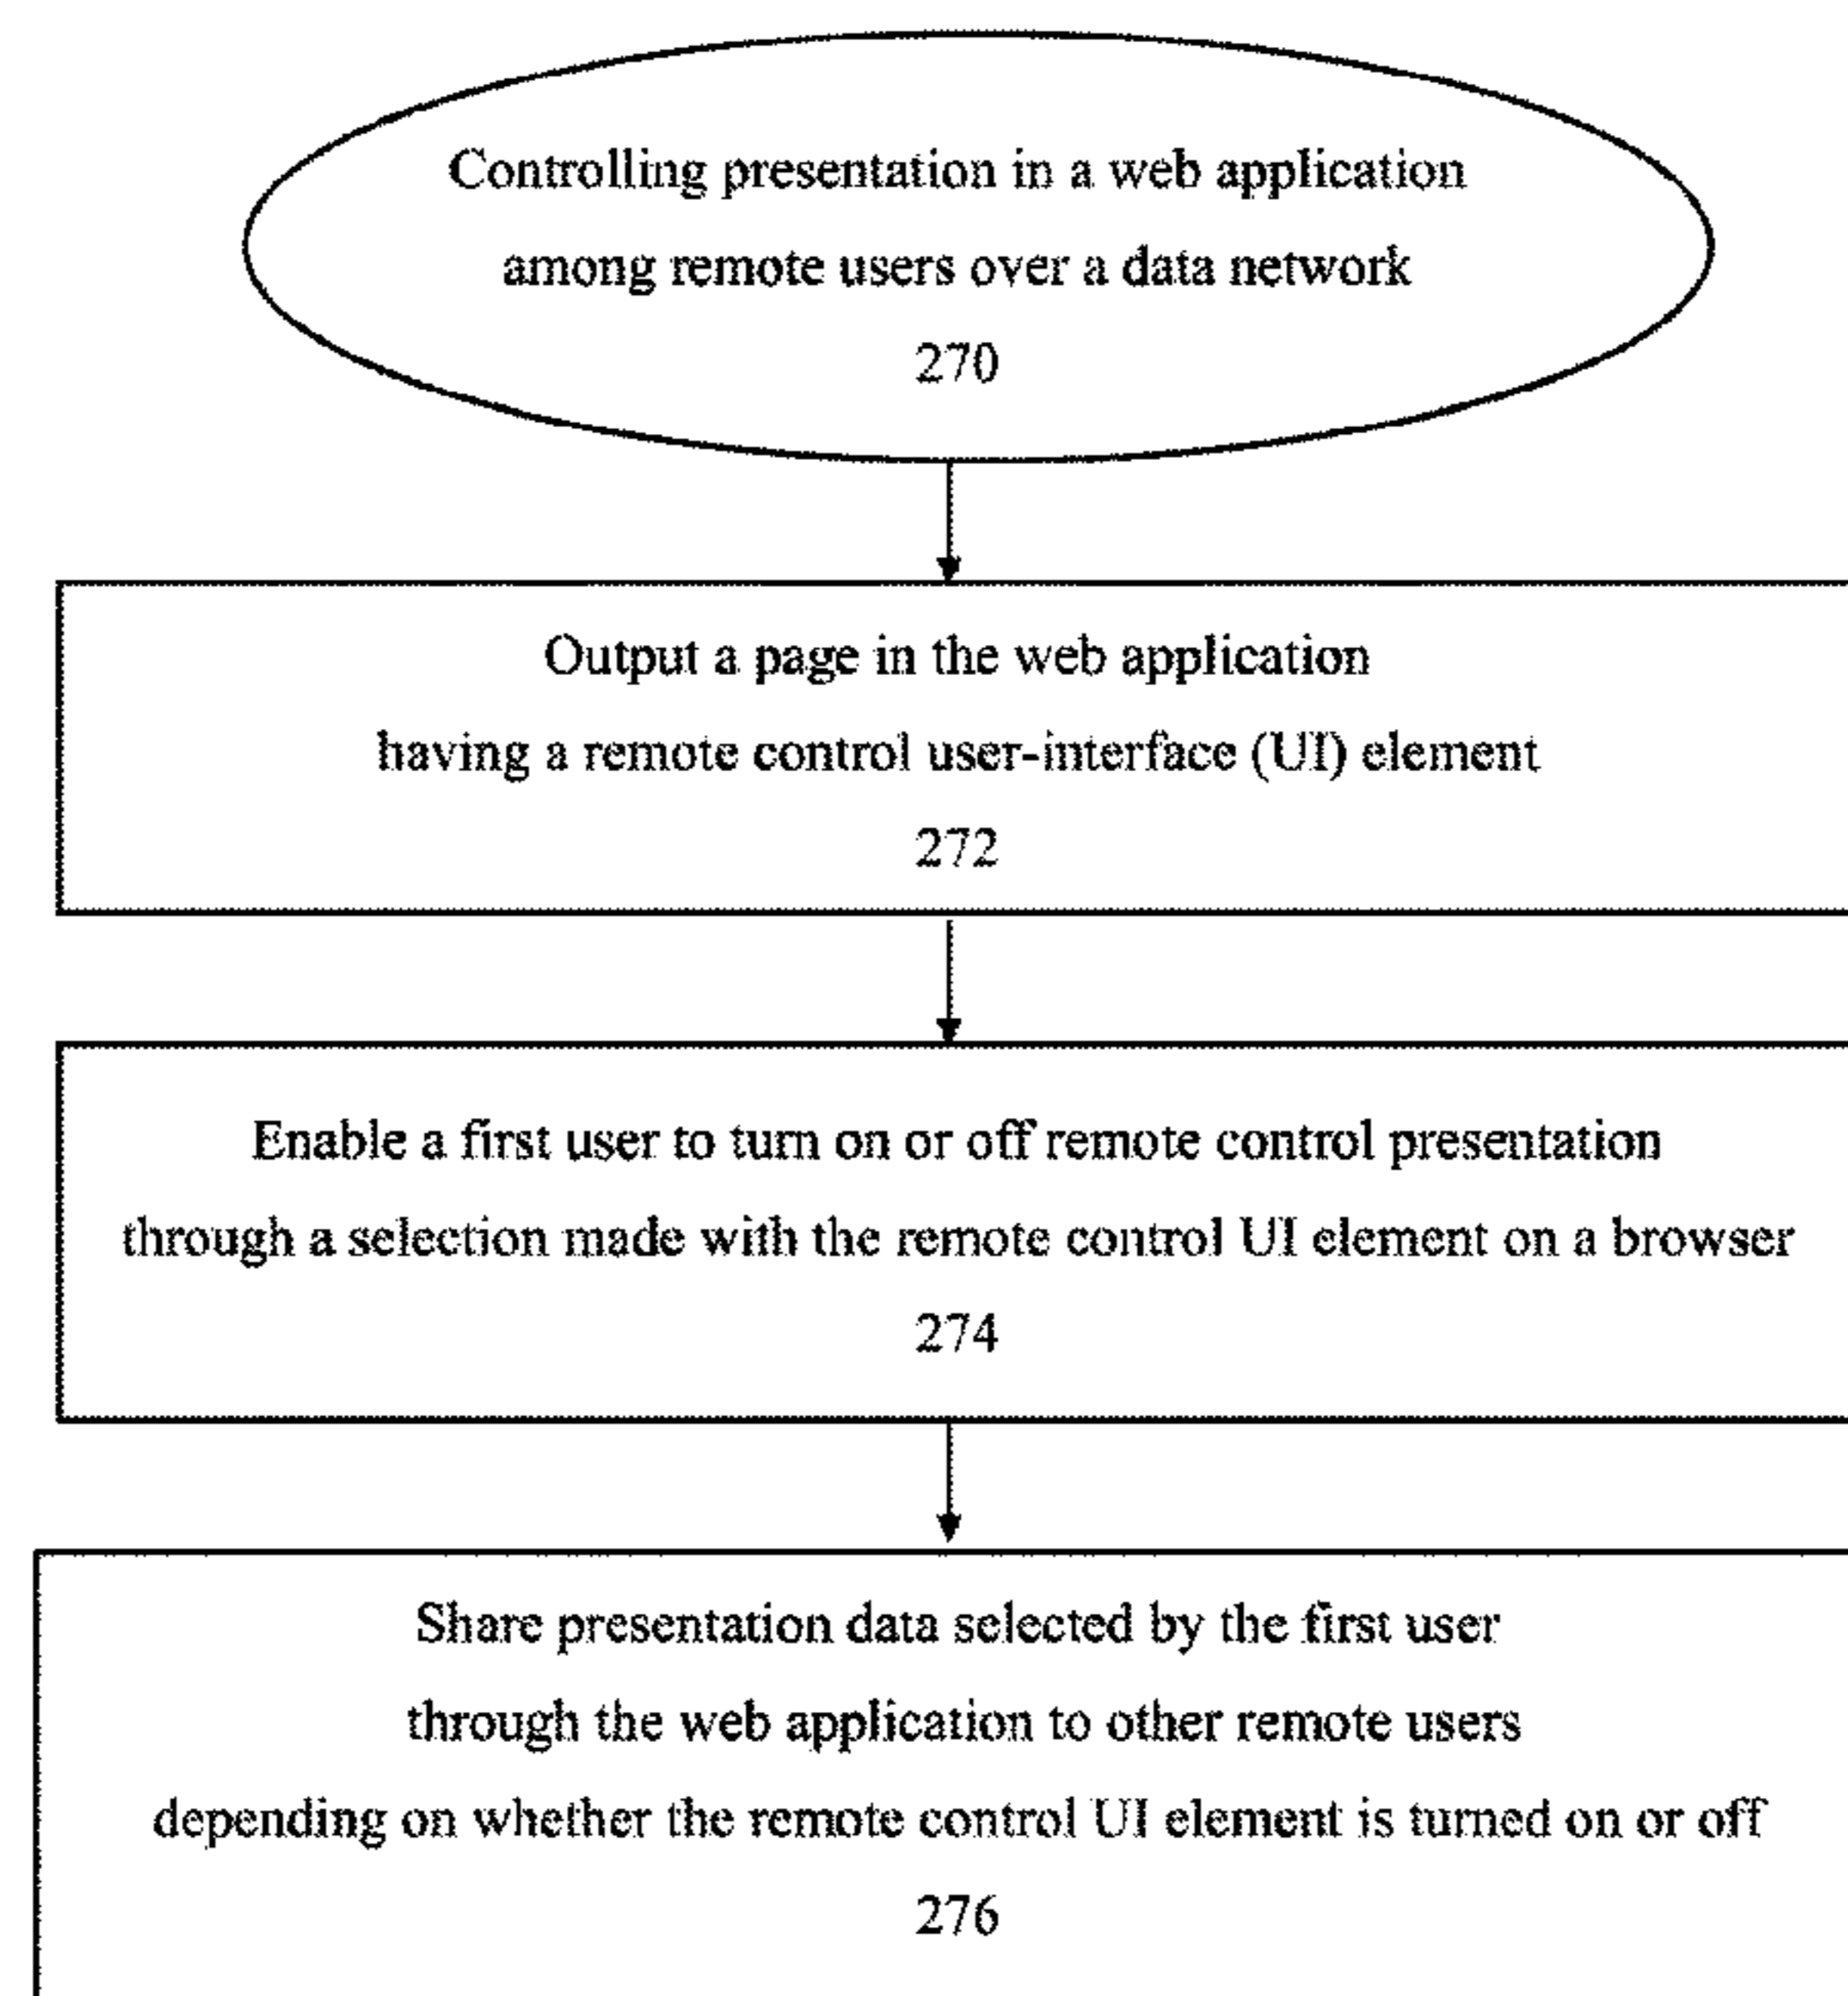 Controlling presentation in a web application
among remote users over a data network
270
Output a page in the web application
having a remote control user-interface (UI) element
272
Enable a first user to turn on or off remote control presentation
through a selection made with the remote control UI element on a browser
274
Share presentation data selected by the first user
through the web application to other remote users
depending on whether the remote control UI element is turned on or off
276